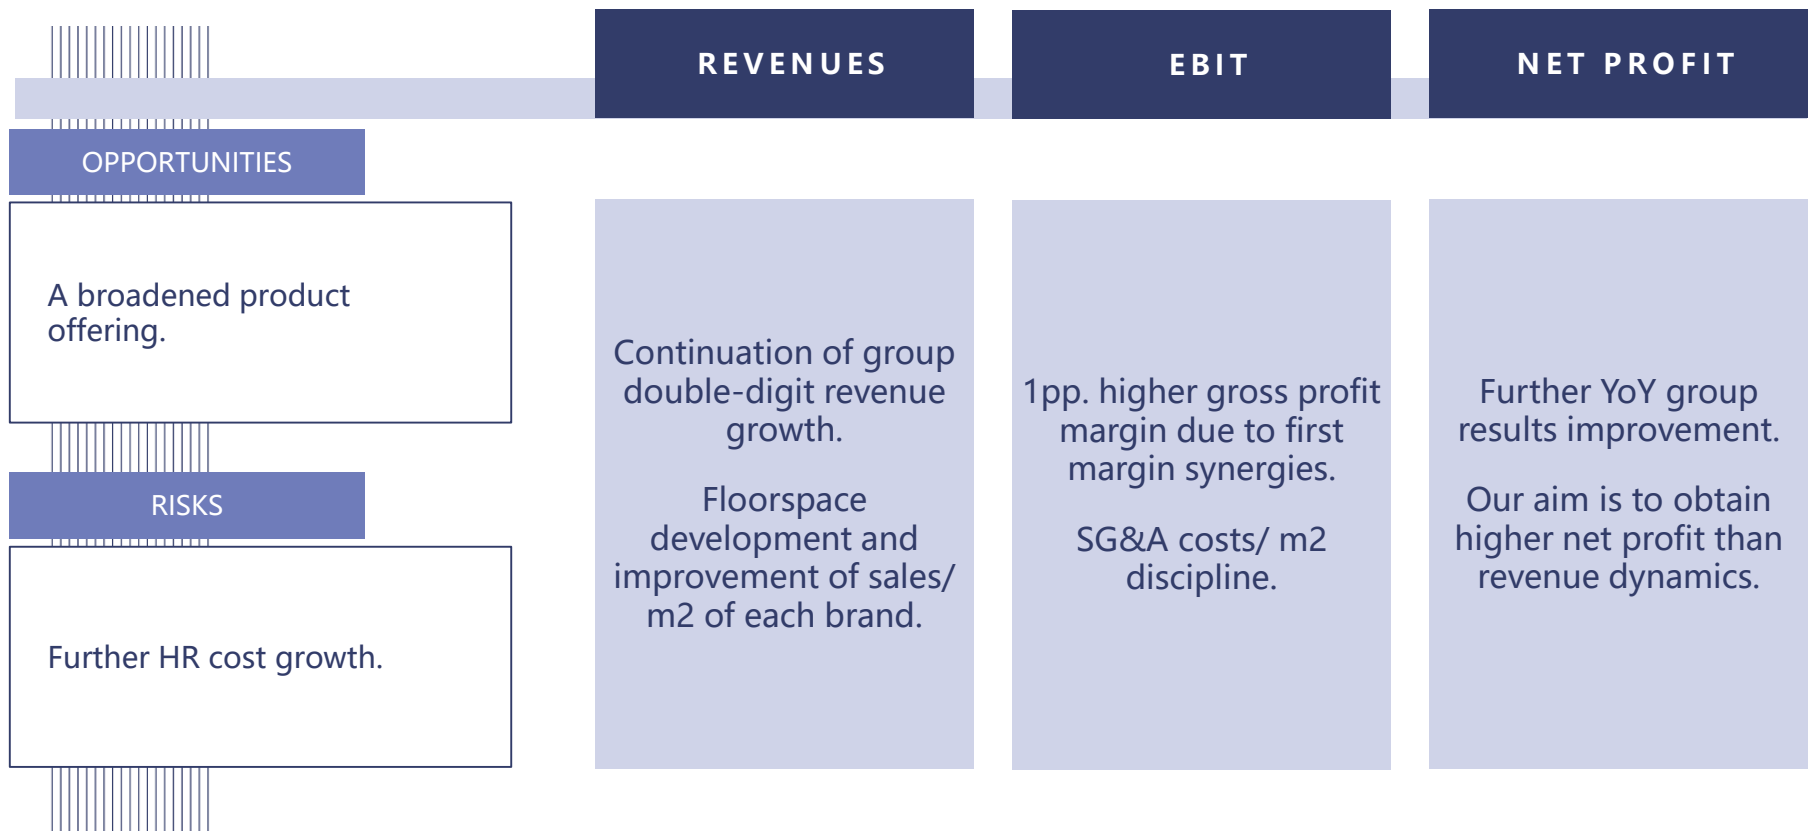 REVENUES
EBIT
NET PROFIT
OPPORTUNITIES
A broadened product
offering.
RISKS
Further HR cost growth.
Continuation of group
double-digit revenue
growth.
Floorspace
development and
improvement of sales/
m2 of each brand.
1pp. higher gross profit
margin due to first
margin synergies.
SG&A costs/ m2
discipline.
Further YoY group
results improvement.
Our aim is to obtain
higher net profit than
revenue dynamics.